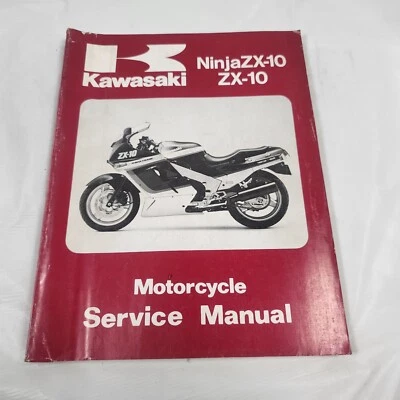 Kawasaki
NinjaZX-10
ZX-10
ZX-10
Motorcycle
Service Manual